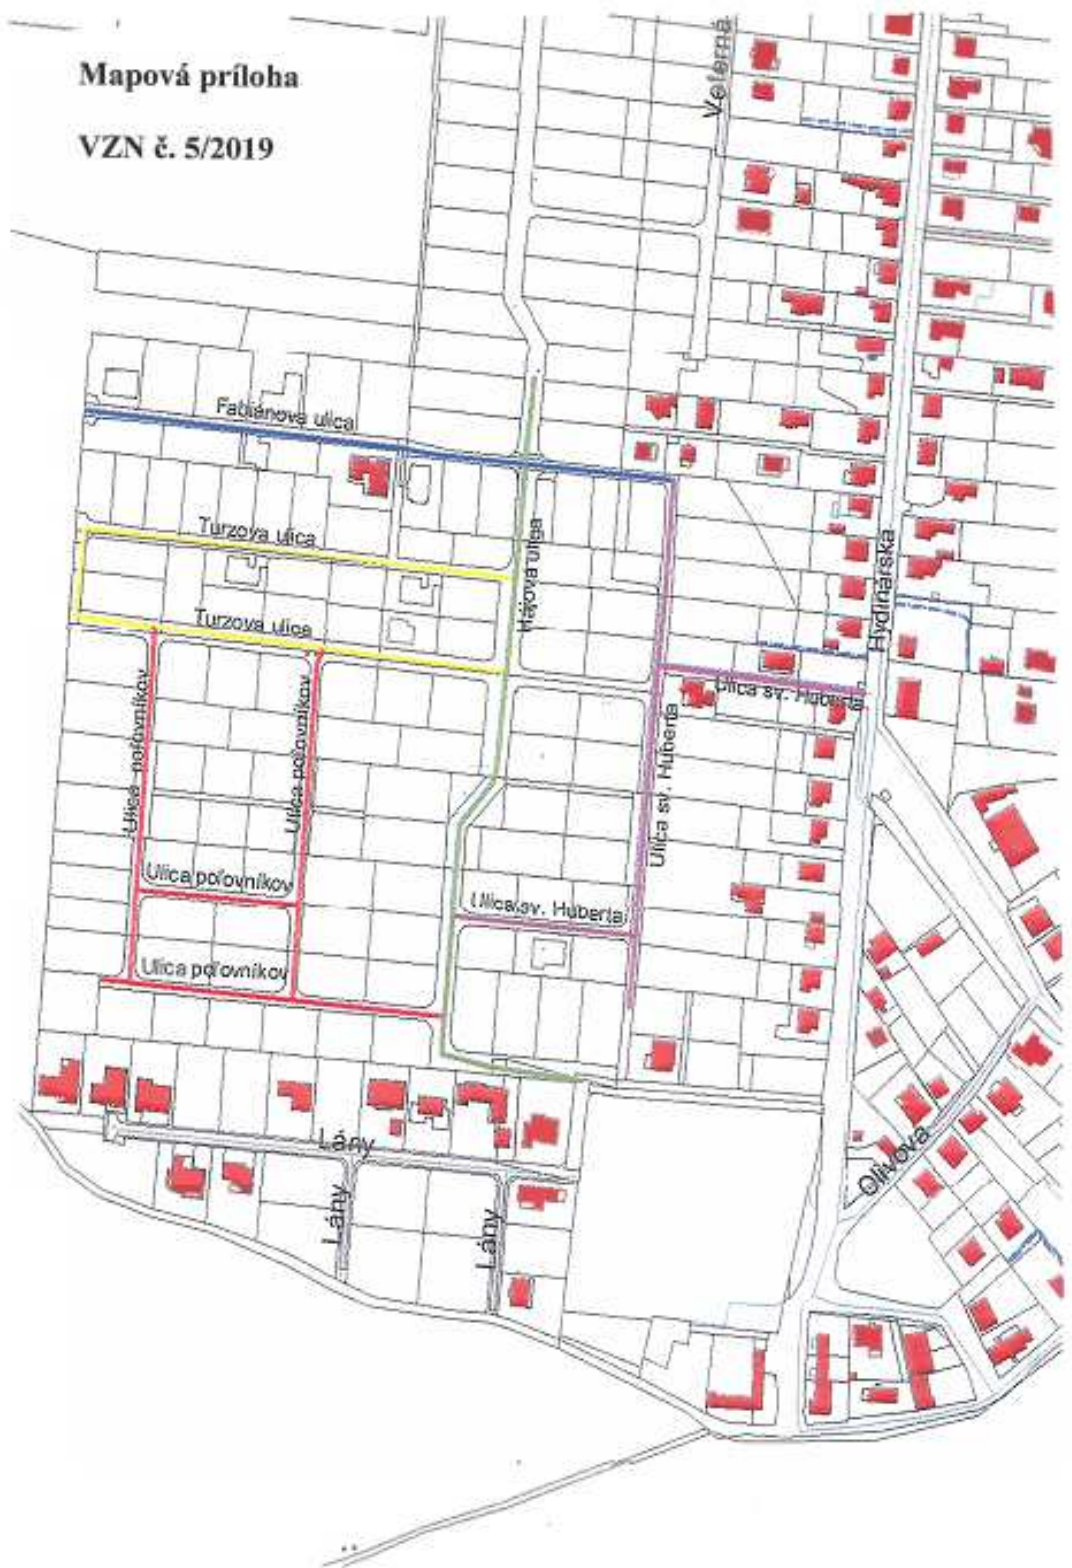 Mapová príloha
VZN č. 5/2019
Veterná
Fabiánova ulica
Turzova ulica
Hájova ulica
Hydinárska
Turzova ulica
Ulica poľovníkov
Ulica poľovníkov
Ulica sv. Huberta
Ulica sv. Huberta
Ulica poľovníkov
Ulica sv. Huberta
Ulica poľovníkov
Lány
Olivova
Lány
Lány